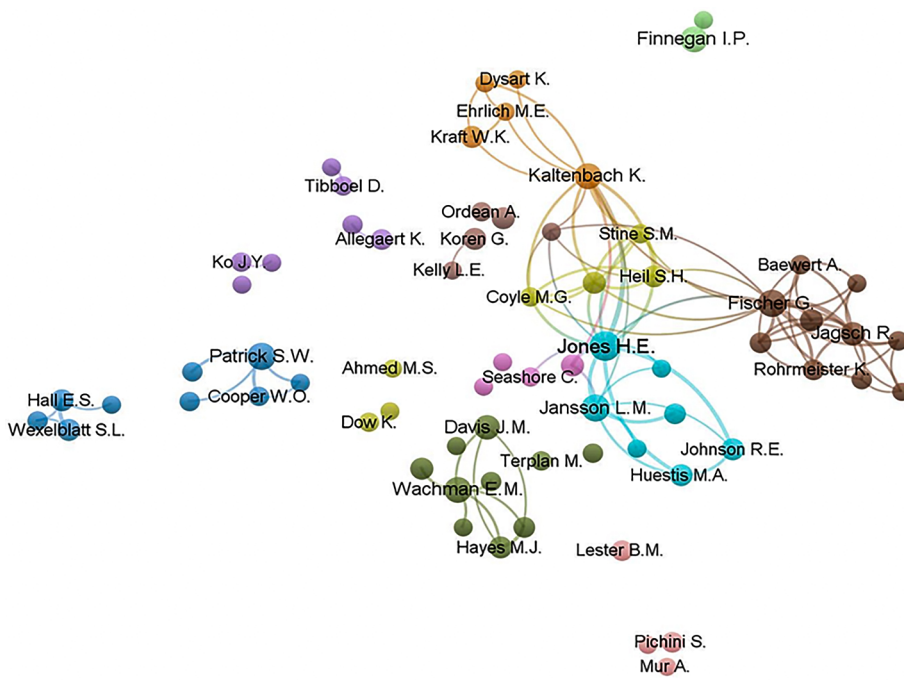 Finnegan I.P.
Dysart K.
Ehrlich M.E.
Kraft W.K.
Kaltenbach K.
Tibboel D.
Ordean A.
Allegaert K.
Koren G.
Stine S.M.
Ko J.Y.
Kelly L.E.
Heil S.H.
Baewert A.
Coyle M.G.
Fischer G.
Jagsch R.
Jones H.E.
Patrick S.W.
Ahmed M.S.
Seashore C.
Rohrmeister K.
Hall E.S.
Cooper W.O.
Jansson L.M.
Wexelblatt S.L.
Dow K.
Davis J.M.
Johnson R.E.
Terplan M.
Huestis M.A.
Wachman E.M.
Hayes M.J.
Lester B.M.
Pichini S.
Mur A.